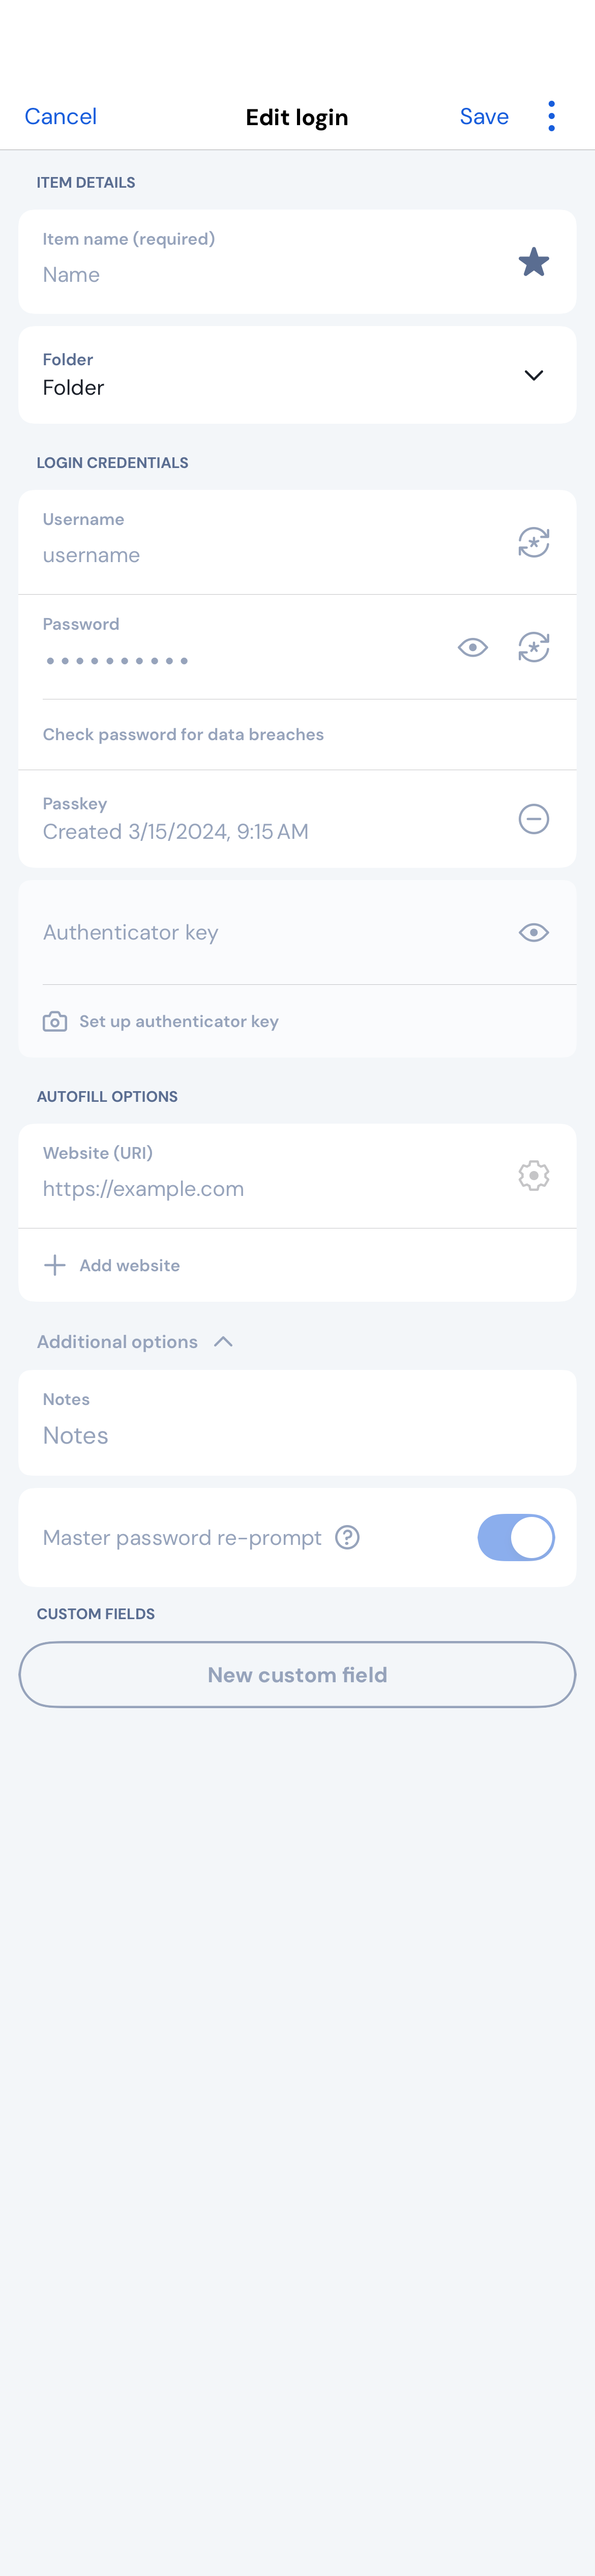 Cancel
Edit login
Save
ITEM DETAILS
Item name (required)
Name
Folder
Folder
LOGIN CREDENTIALS
Username
username
Password
••••••••••
Check password for data breaches
Passkey
Created 3/15/2024, 9:15 AM
Authenticator key
Set up authenticator key
AUTOFILL OPTIONS
Website (URI)
https://example.com
Add website
Additional options
Notes
Notes
Master password re-prompt
CUSTOM FIELDS
New custom field